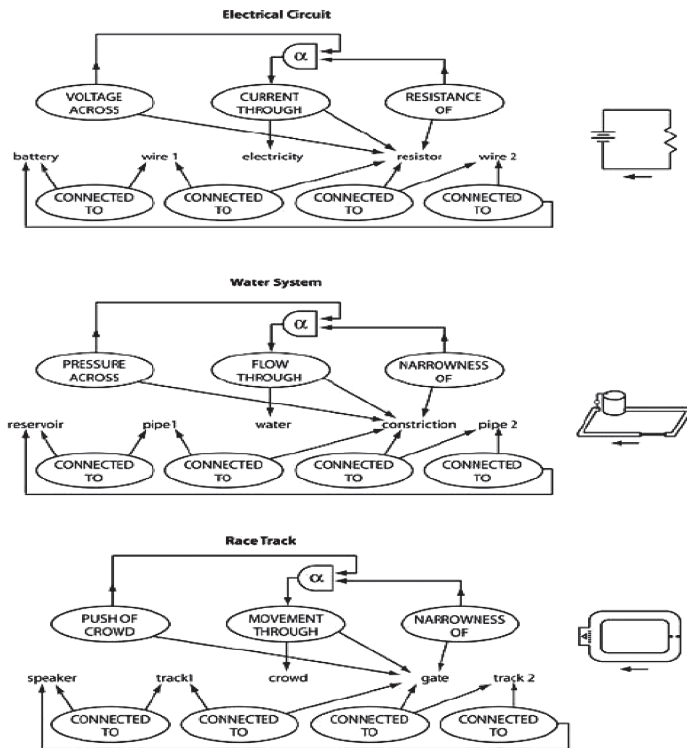 Electrical Circuit
α
VOLTAGE ACROSS
CURRENT THROUGH
RESISTANCE OF
battery
wire 1
electricity
resistor
wire 2
CONNECTED TO
CONNECTED TO
CONNECTED TO
CONNECTED TO
Water System
α
PRESSURE ACROSS
FLOW THROUGH
NARROWNESS OF
reservoir
pipe1
water
constriction
pipe 2
CONNECTED TO
CONNECTED TO
CONNECTED TO
CONNECTED TO
Race Track
α
PUSH OF CROWD
MOVEMENT THROUGH
NARROWNESS OF
speaker
track1
crowd
gate
track 2
CONNECTED TO
CONNECTED TO
CONNECTED TO
CONNECTED TO